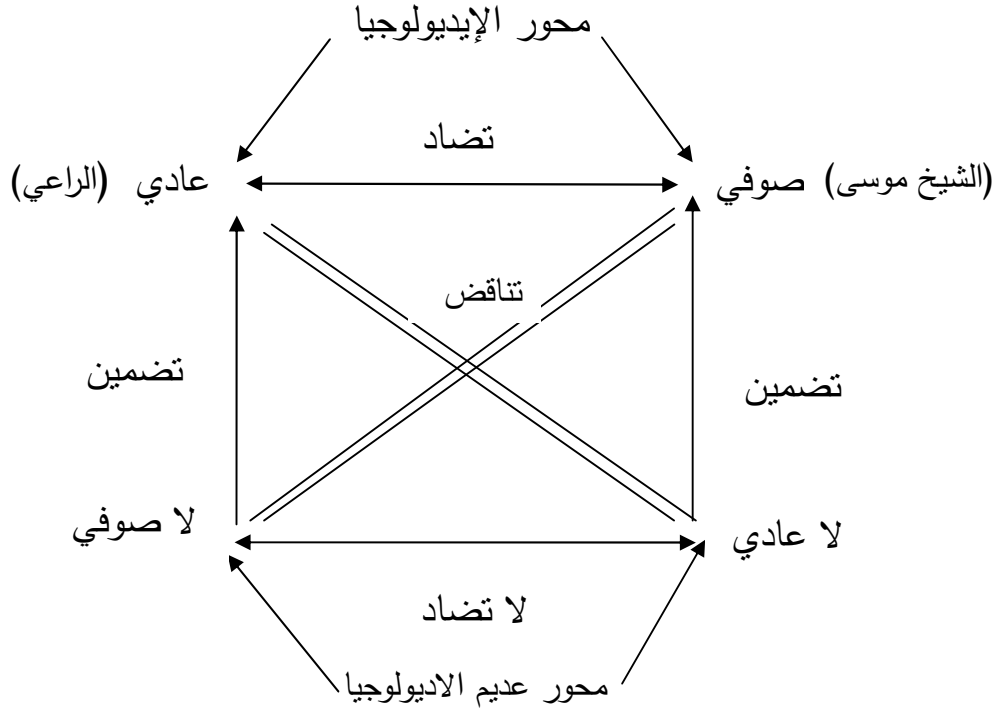 محور الإيديولوجيا
تضاد
(الشيخ موسى) صوفي
عادي (الراعي)
تناقض
تضمين
تضمين
لا عادي
لا صوفي
لا تضاد
محور عديم الاديولوجيا